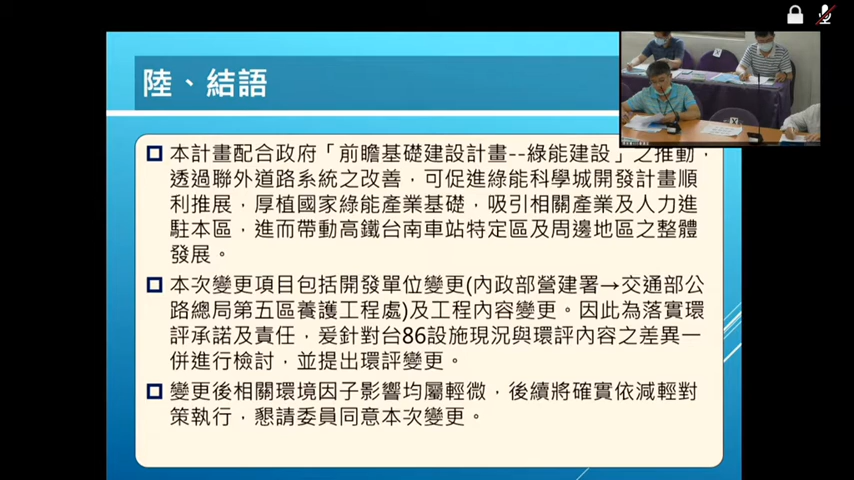 陸、結語
本計畫配合政府「前瞻基礎建設計畫--綠能建設」之推動，
透過聯外道路系統之改善，可促進綠能科學城開發計畫順
利推展，厚植國家綠能產業基礎，吸引相關產業及人力進
駐本區，進而帶動高鐵台南車站特定區及周邊地區之整體
發展。
本次變更項目包括開發單位變更(內政部營建署→交通部公
路總局第五區養護工程處)及工程內容變更。因此為落實環
評承諾及責任，爰針對台86設施現況與環評內容之差異一
併進行檢討，並提出環評變更。
變更後相關環境因子影響均屬輕微，後續將確實依減輕對
策執行，懇請委員同意本次變更。